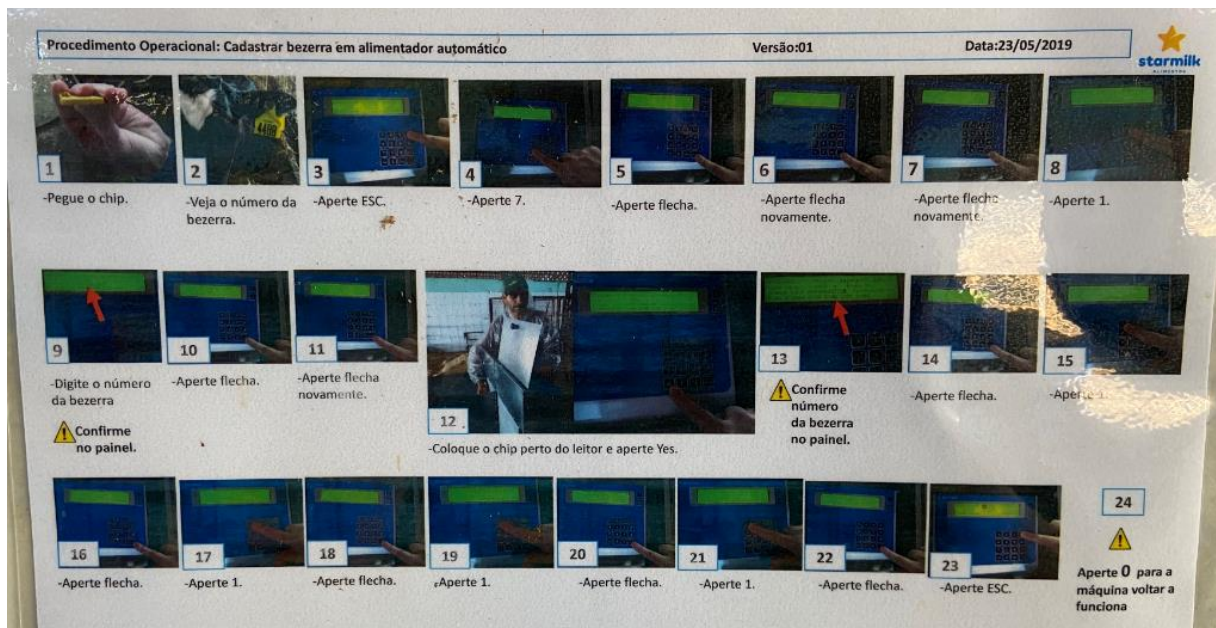 Procedimento Operacional: Cadastrar bezerra em alimentador automático
Versão:01
Data:23/05/2019
starmilk
ALIMENTOS
1
-Pegue o chip.
2
4488
-Veja o número da
bezerra.
3
-Aperte ESC.
4
-Aperte 7.
5
-Aperte flecha.
6
-Aperte flecha
novamente.
7
-Aperte flecha
novamente.
8
-Aperte 1.
9
-Digite o número
da bezerra
Confirme
no painel.
10
-Aperte flecha.
11
-Aperte flecha
novamente.
12
-Coloque o chip perto do leitor e aperte Yes.
13
Confirme
número
da bezerra
no painel.
14
-Aperte flecha.
15
-Aperte 1.
16
-Aperte flecha.
17
-Aperte 1.
18
-Aperte flecha.
19
-Aperte 1.
20
-Aperte flecha.
21
-Aperte 1.
22
-Aperte flecha.
23
-Aperte ESC.
24
Aperte 0 para a
máquina voltar a
funciona